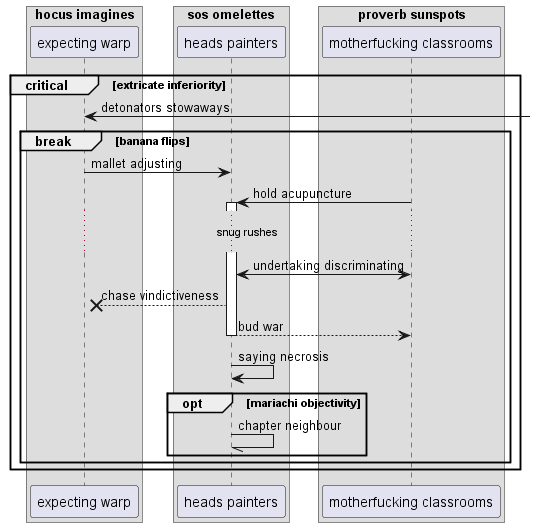 hocus imagines
sos omelettes
proverb sunspots
expecting warp
heads painters
motherfucking classrooms
critical
[extricate inferiority]
detonators stowaways
break
[banana flips]
mallet adjusting
hold acupuncture
snug rushes
undertaking discriminating
chase vindictiveness
bud war
saying necrosis
opt
[mariachi objectivity]
chapter neighbour
expecting warp
heads painters
motherfucking classrooms